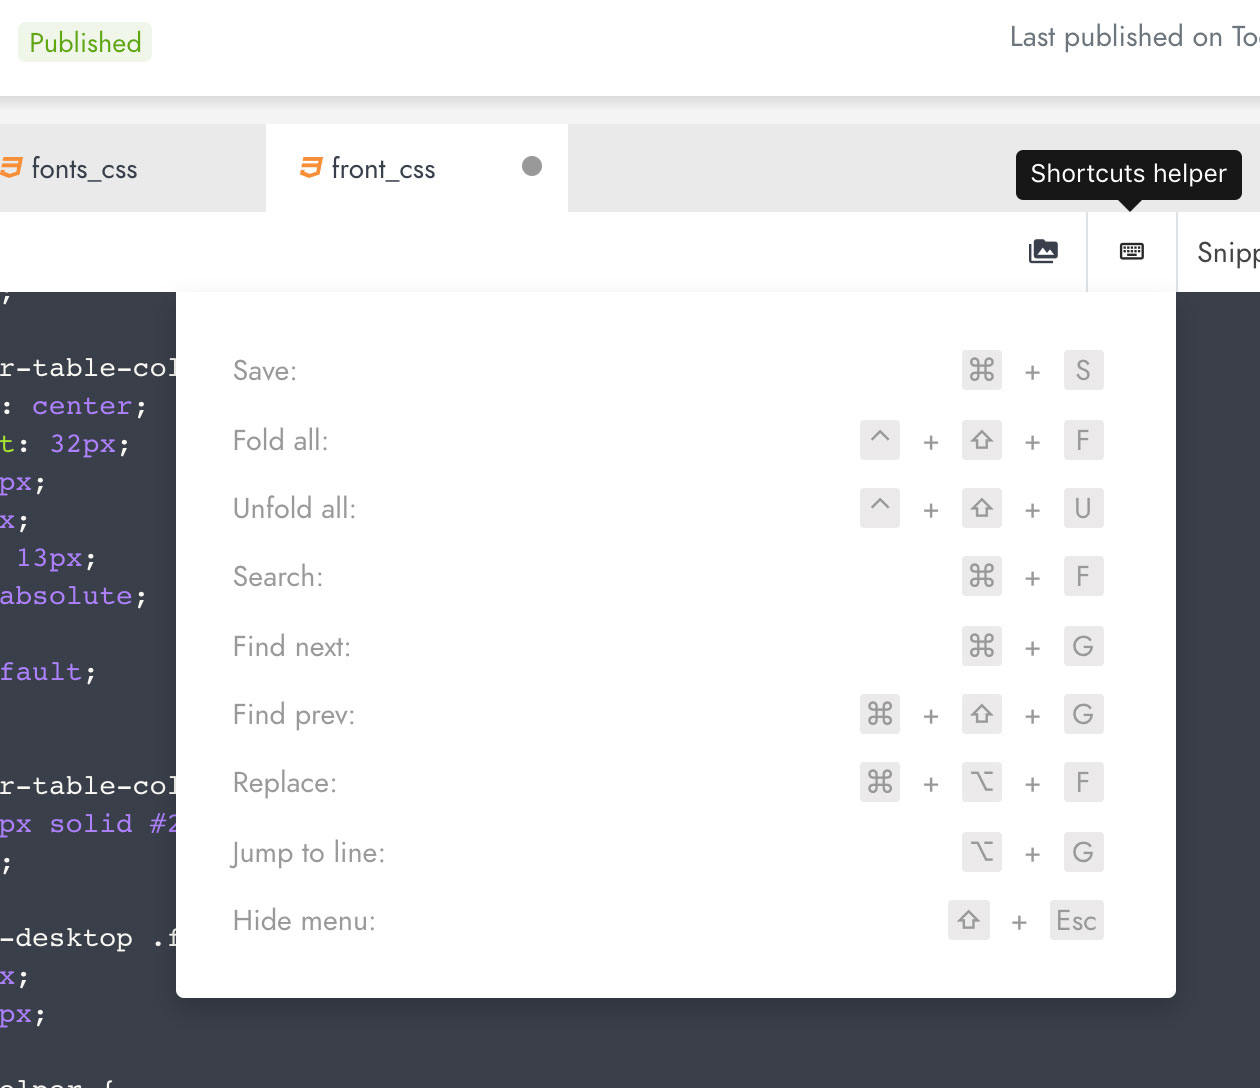 Published
Last published on
fonts_css
front_css
Shortcuts helper
;
r-table-col
: center;
t: 32px;
px;
x;
13px;
absolute;
fault;
r-table-col
px solid #2
;
-desktop .f
x;
px;
Save: ⌘ + S
Fold all: ^ + ⇧ + F
Unfold all: ^ + ⇧ + U
Search: ⌘ + F
Find next: ⌘ + G
Find prev: ⌘ + ⇧ + G
Replace: ⌘ + ⌥ + F
Jump to line: ⌥ + G
Hide menu: ⇧ + Esc